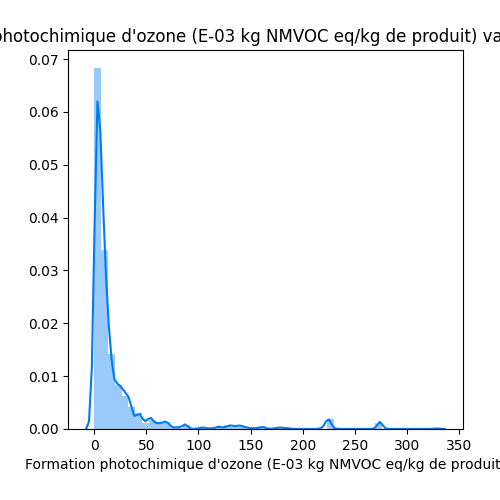 photochimique d'ozone (E-03 kg NMVOC eq/kg de produit) va
0.07
0.06
0.05
0.04
0.03
0.02
0.01
0.00
0 50 100 150 200 250 300 350
Formation photochimique d'ozone (E-03 kg NMVOC eq/kg de produit